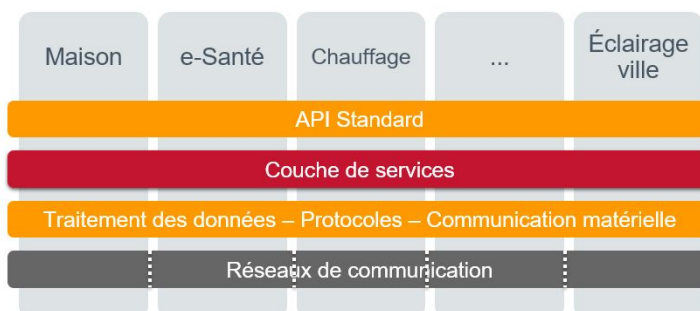 Maison
e-Santé
Chauffage
...
Éclairage
ville
API Standard
Couche de services
Traitement des données – Protocoles – Communication matérielle
Réseaux de communication